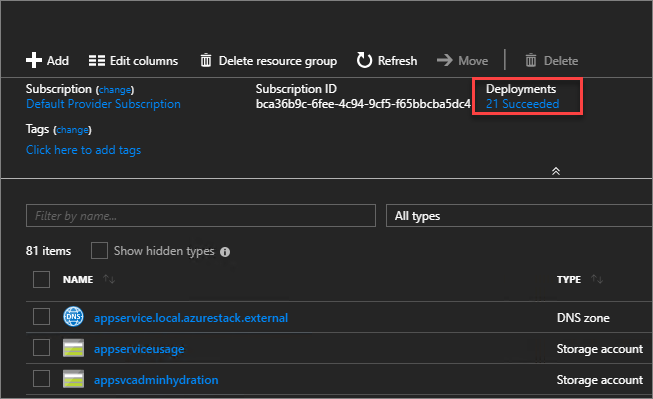 Add Edit columns Delete resource group Refresh Move Delete
Subscription (change) Subscription ID Deployments
Default Provider Subscription bca36b9c-6fee-4c94-9cf5-f65bbcba5dc4 21 Succeeded
Tags (change)
Click here to add tags
Filter by name... All types
81 items Show hidden types
NAME TYPE
DNS appservice.local.azurestack.external DNS zone
appserviceusage Storage account
appsvcadminhydration Storage account